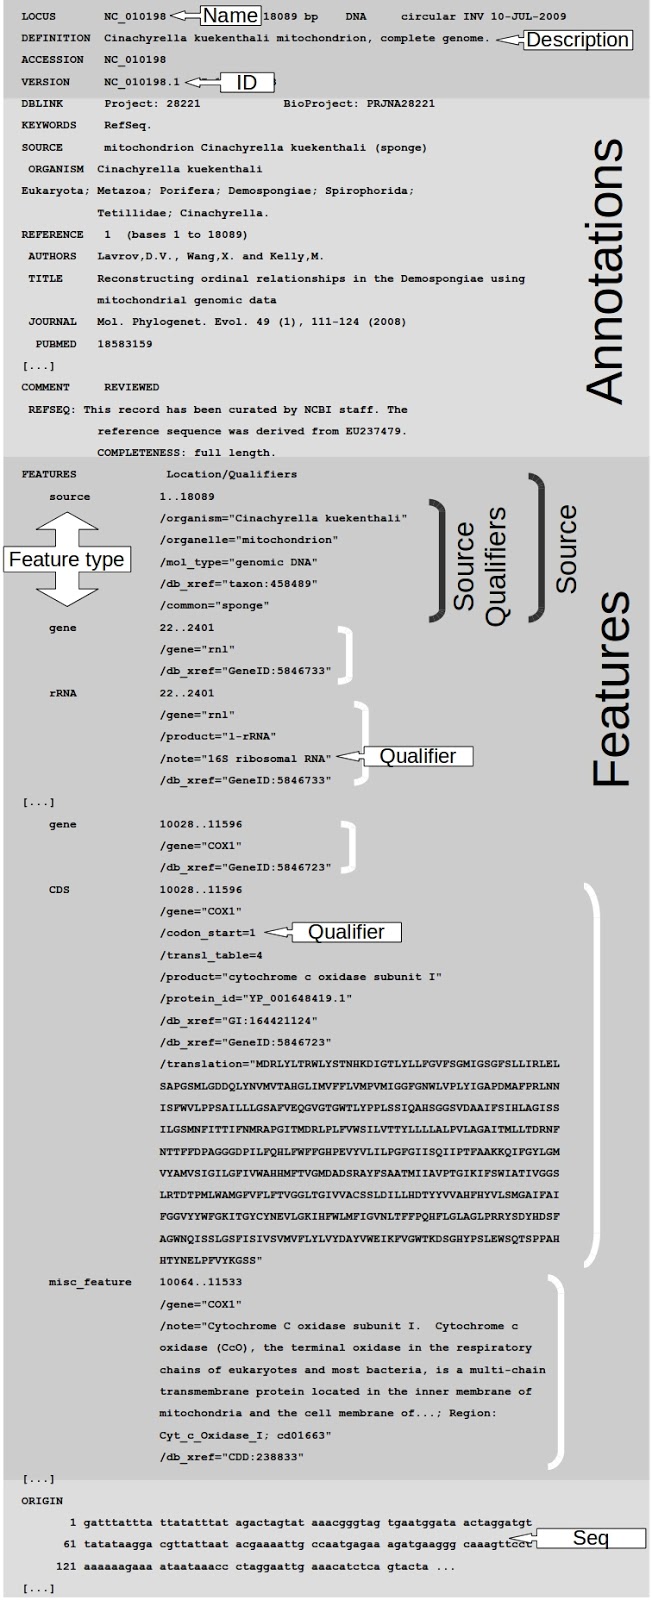 LOCUS NC_010198 Name 18089 bp DNA circular INV 10-JUL-2009
DEFINITION Cinachyrella kuekenthali mitochondrion, complete genome. Description
ACCESSION NC_010198
VERSION NC_010198.1 ID
DBLINK Project: 28221 BioProject: PRJNA28221
KEYWORDS RefSeq.
SOURCE mitochondrion Cinachyrella kuekenthali (sponge)
ORGANISM Cinachyrella kuekenthali
Eukaryota; Metazoa; Porifera; Demospongiae; Spirophorida;
Tetillidae; Cinachyrella.
REFERENCE 1 (bases 1 to 18089)
AUTHORS Lavrov,D.V., Wang,X. and Kelly,M.
TITLE Reconstructing ordinal relationships in the Demospongiae using
mitochondrial genomic data
JOURNAL Mol. Phylogenet. Evol. 49 (1), 111-124 (2008)
PUBMED 18583159
[...]
COMMENT REVIEWED
REFSEQ: This record has been curated by NCBI staff. The
reference sequence was derived from EU237479.
COMPLETENESS: full length.
Annotations
FEATURES Location/Qualifiers
source 1..18089
/organism="Cinachyrella kuekenthali"
/organelle="mitochondrion"
Feature type /mol_type="genomic DNA"
/db_xref="taxon:458489"
/common="sponge"
Source
Qualifiers
Source
Features
gene 22..2401
/gene="rnl"
/db_xref="GeneID:5846733"
rRNA 22..2401
/gene="rnl"
/product="l-rRNA"
/note="16S ribosomal RNA" Qualifier
/db_xref="GeneID:5846733"
[...]
gene 10028..11596
/gene="COX1"
/db_xref="GeneID:5846723"
CDS 10028..11596
/gene="COX1"
/codon_start=1 Qualifier
/transl_table=4
/product="cytochrome c oxidase subunit I"
/protein_id="YP_001648419.1"
/db_xref="GI:164421124"
/db_xref="GeneID:5846723"
/translation="MDRLYLTRWLYSTNHKDIGTLYLLFGVFSGMIGSGFSLLIRLEL
SAPGSMLGDDQLYNVMVTAHGLIMVFFLVMPVMIGGFGNWLVPLYIGAPDMAFPRLNN
ISFWVLPPSAILLLGSAFVEQGVGTGWTLYPPLSSIQAHSGGSVDAAIFSIHLAGISS
ILGSMNFITTIFNMRAPGITMDRLPLFVWSILVTTYLLLLALPVLAGAITMLLTDRNF
NTTFFDPAGGGDPILFQHLFWFFGHPEVYVLILPGFGIISQIIPTFAAKKQIFGYLGM
VYAMVSIGILGFIVWAHHMFTVGMDADSRAYFSAATMIIAVPTGIKIFSWIATIVGGS
LRTDTPMLWAMGFVFLFTVGGLTGIVVACSSLDILLHDTYYVVAHFHYVLSMGAIFAI
FGGVYYWFGKITGYCYNEVLGKIHFWLMFIGVNLTFFPQHFLGLAGLPRRYSDYHDSF
AGWNQISSLGSFISIVSVMVFLYLVYDAYVWEIKFVGWTKDSGHYPSLEWSQTSPPAH
HTYNELPFVYKGSS"
misc_feature 10064..11533
/gene="COX1"
/note="Cytochrome C oxidase subunit I. Cytochrome c
oxidase (CcO), the terminal oxidase in the respiratory
chains of eukaryotes and most bacteria, is a multi-chain
transmembrane protein located in the inner membrane of
mitochondria and the cell membrane of...; Region:
Cyt_c_Oxidase_I; cd01663"
/db_xref="CDD:238833"
[...]
ORIGIN
1 gatttattta ttatatttat agactagtat aaacgggtag tgaatggata actaggatgt
61 tatataagga cgttattaat acgaaaattg ccaatgagaa agatgaaggg caaagttcct Seq
121 aaaaaagaaa ataataaacc ctaggaattg aaacatctca gtacta ...
[...]